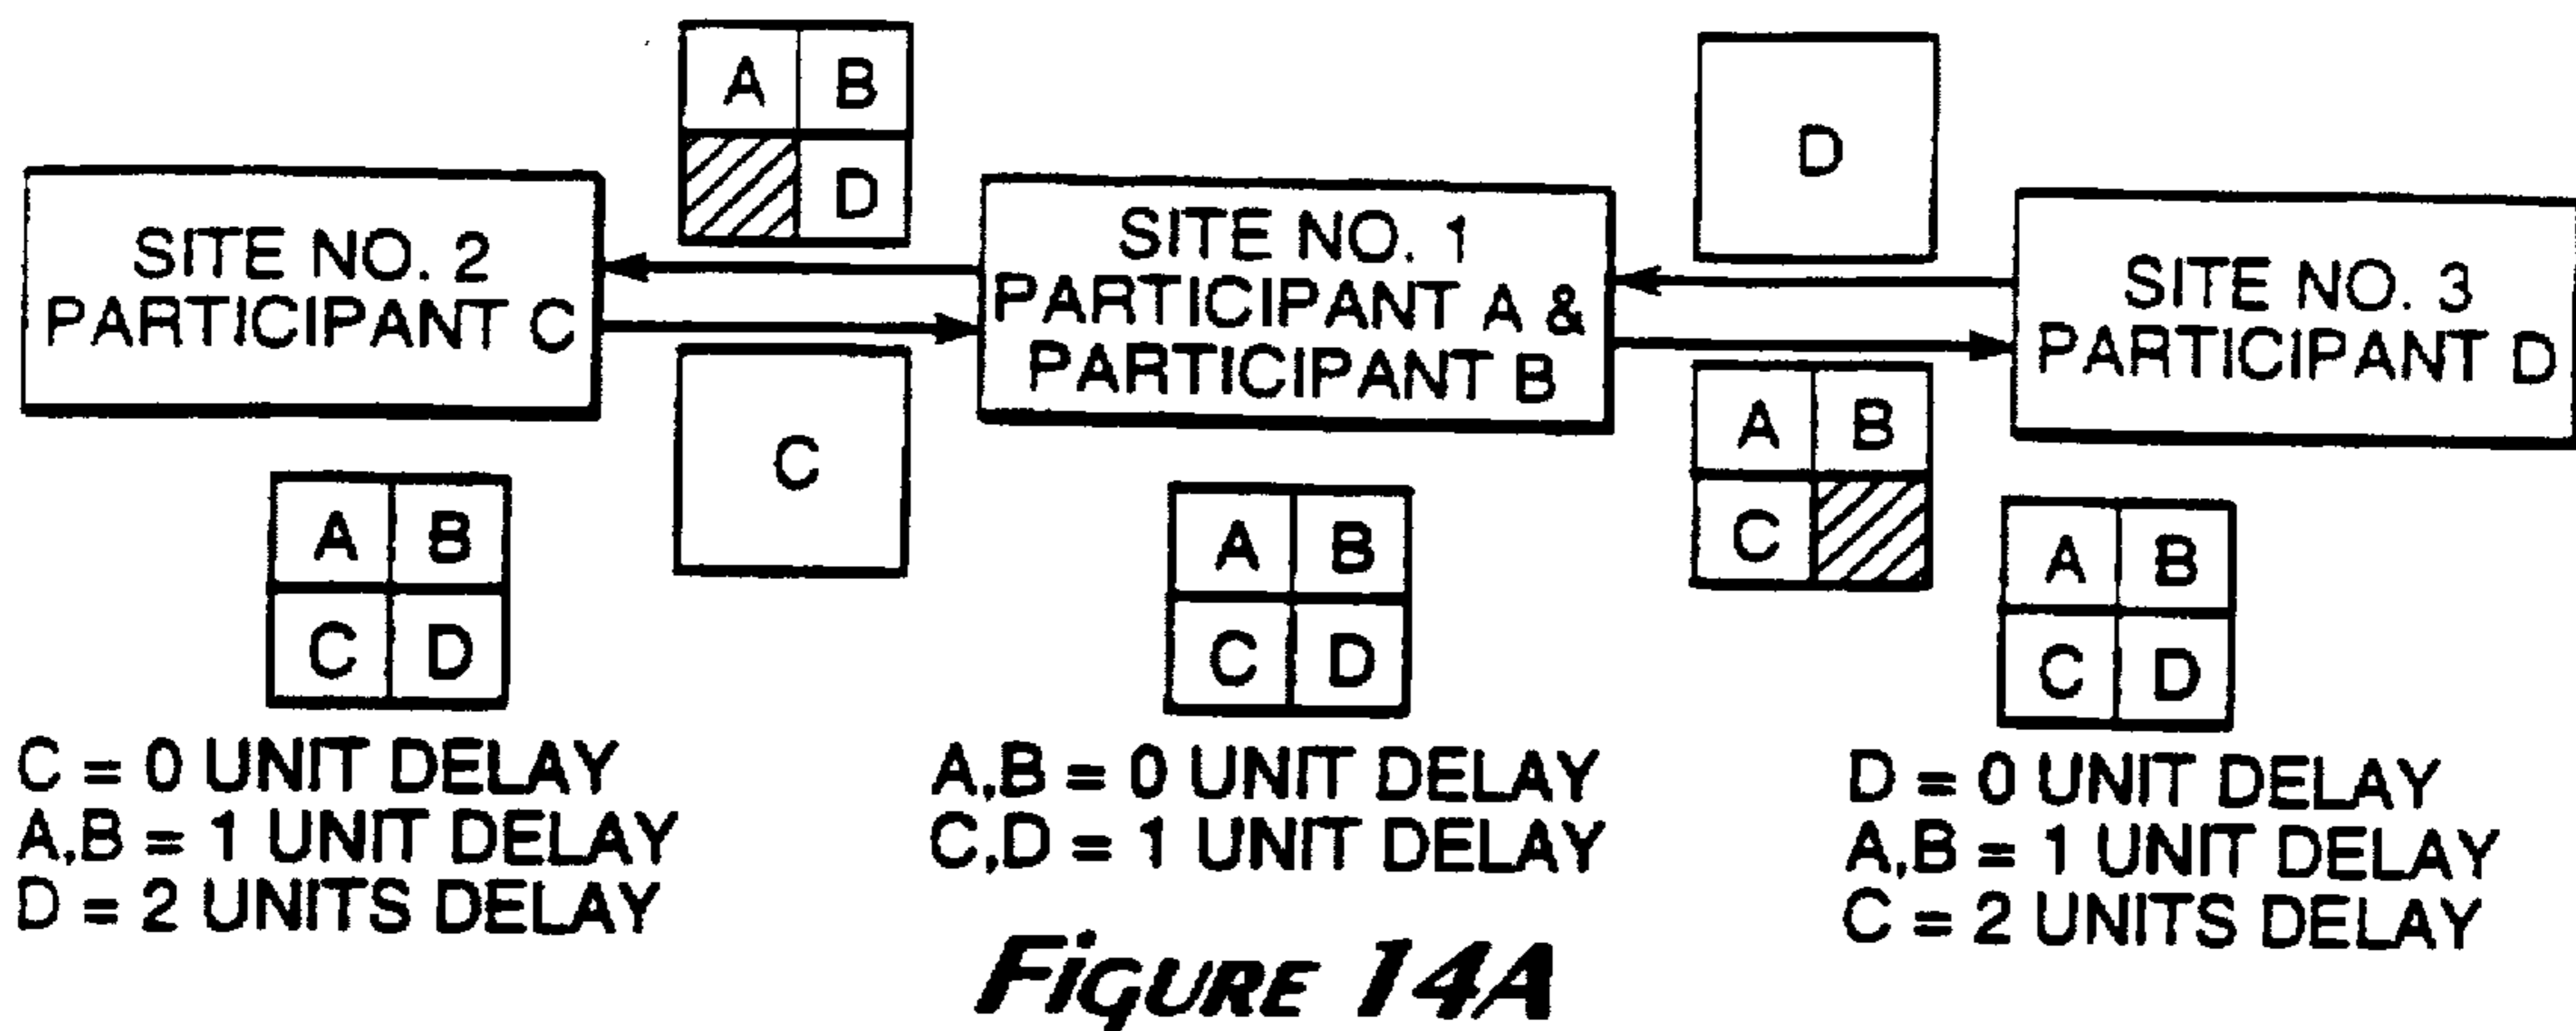 A B
D
SITE NO. 2
PARTICIPANT C
SITE NO. 1
PARTICIPANT A &
PARTICIPANT B
D
SITE NO. 3
PARTICIPANT D
C
A B
C
A B
C D
C = 0 UNIT DELAY
A,B = 1 UNIT DELAY
D = 2 UNITS DELAY
A B
C D
A,B = 0 UNIT DELAY
C,D = 1 UNIT DELAY
A B
C D
D = 0 UNIT DELAY
A,B = 1 UNIT DELAY
C = 2 UNITS DELAY
FIGURE 14A